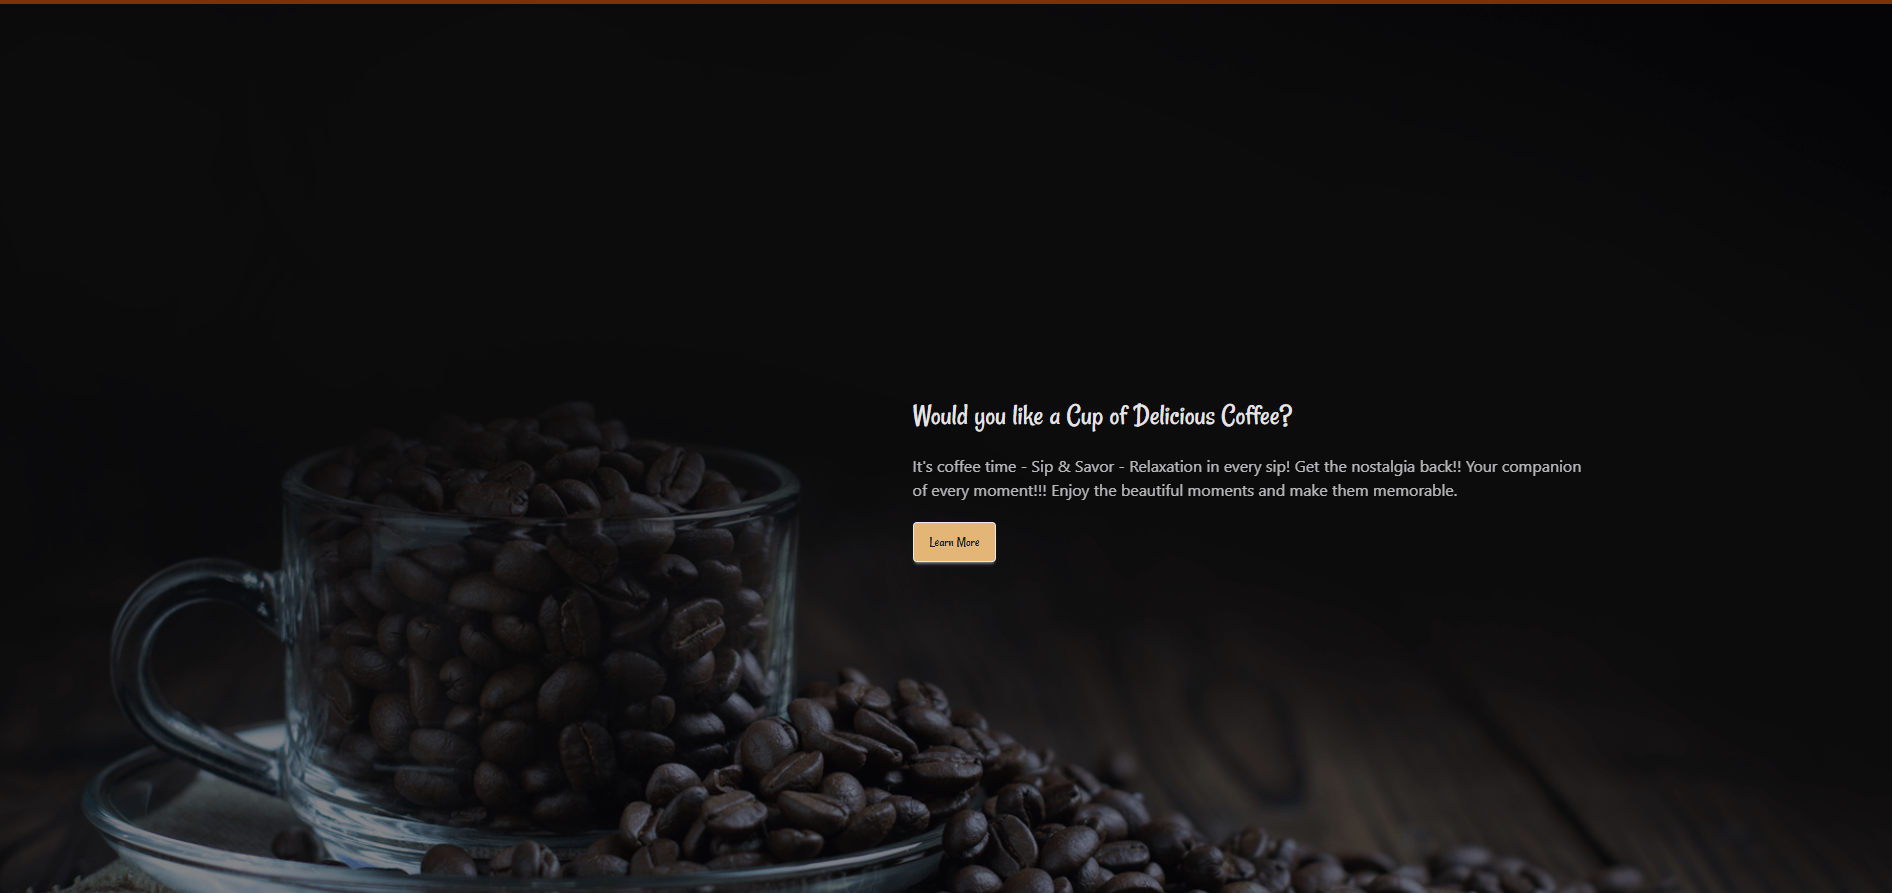 Would you like a Cup of Delicious Coffee?
It's coffee time - Sip & Savor - Relaxation in every sip! Get the nostalgia back!! Your companion
of every moment!!! Enjoy the beautiful moments and make them memorable.
Learn More